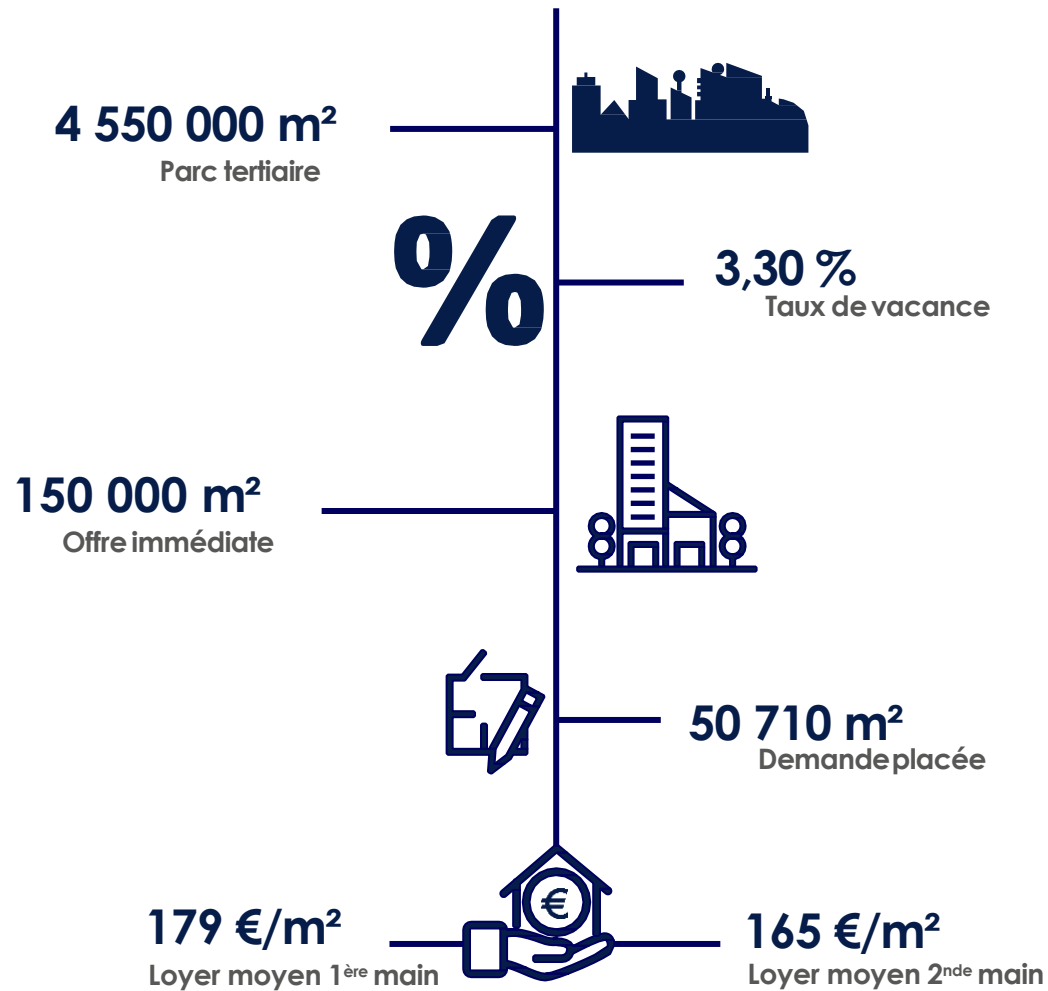 4 550 000 m²
Parc tertiaire
%
3,30 %
Taux de vacance
150 000 m²
Offre immédiate
50 710 m²
Demande placée
€
179 €/m²
Loyer moyen 1ère main
165 €/m²
Loyer moyen 2nde main